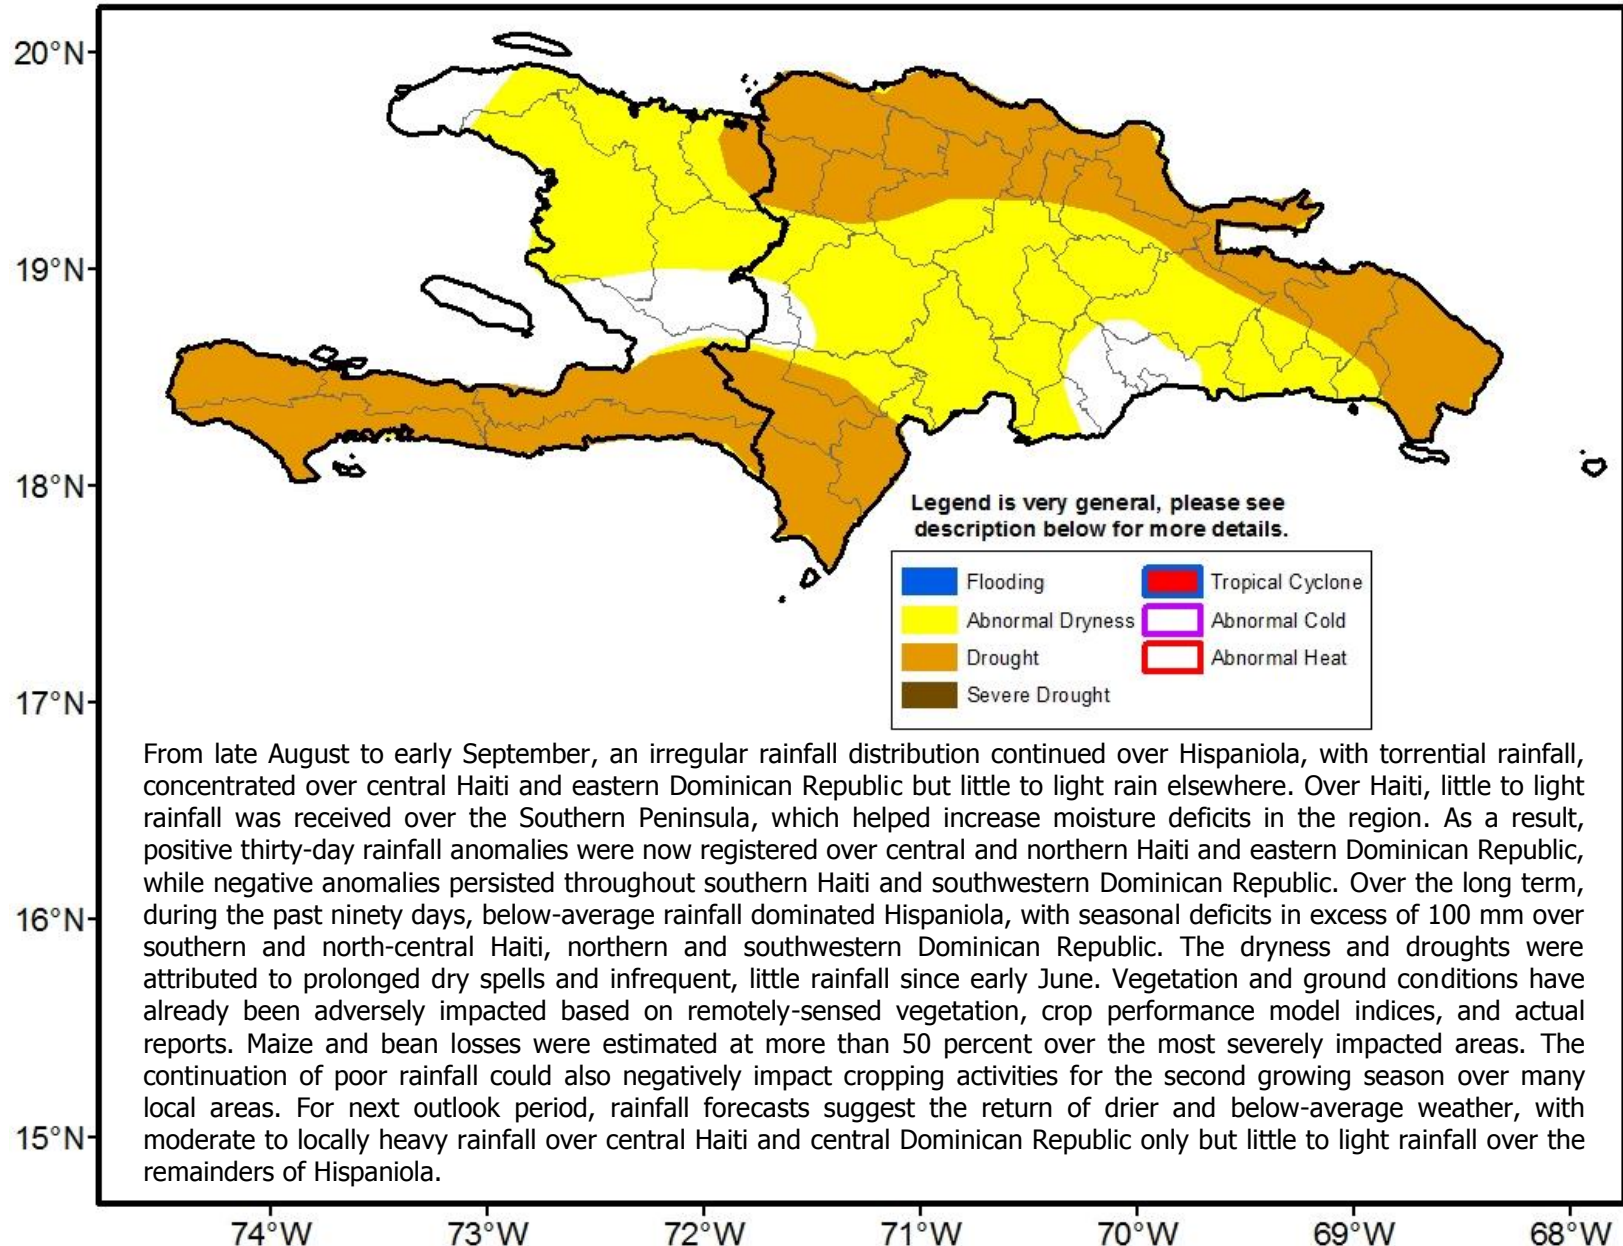 20°N
19°N
18°N
17°N
16°N
15°N
Legend is very general, please see
description below for more details.
Flooding
Tropical Cyclone
Abnormal Dryness
Abnormal Cold
Drought
Abnormal Heat
Severe Drought
From late August to early September, an irregular rainfall distribution continued over Hispaniola, with torrential rainfall,
concentrated over central Haiti and eastern Dominican Republic but little to light rain elsewhere. Over Haiti, little to light
rainfall was received over the Southern Peninsula, which helped increase moisture deficits in the region. As a result,
positive thirty-day rainfall anomalies were now registered over central and northern Haiti and eastern Dominican Republic,
while negative anomalies persisted throughout southern Haiti and southwestern Dominican Republic. Over the long term,
during the past ninety days, below-average rainfall dominated Hispaniola, with seasonal deficits in excess of 100 mm over
southern and north-central Haiti, northern and southwestern Dominican Republic. The dryness and droughts were
attributed to prolonged dry spells and infrequent, little rainfall since early June. Vegetation and ground conditions have
already been adversely impacted based on remotely-sensed vegetation, crop performance model indices, and actual
reports. Maize and bean losses were estimated at more than 50 percent over the most severely impacted areas. The
continuation of poor rainfall could also negatively impact cropping activities for the second growing season over many
local areas. For next outlook period, rainfall forecasts suggest the return of drier and below-average weather, with
moderate to locally heavy rainfall over central Haiti and central Dominican Republic only but little to light rainfall over the
remainders of Hispaniola.
74°W
73°W
72°W
71°W
70°W
69°W
68°W